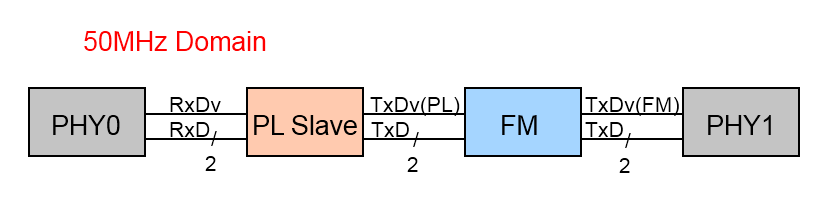 50MHz Domain
PHY0
RxDv
RxD
2
PL Slave
TxDv(PL)
TxD
2
FM
TxDv(FM)
TxD
2
PHY1